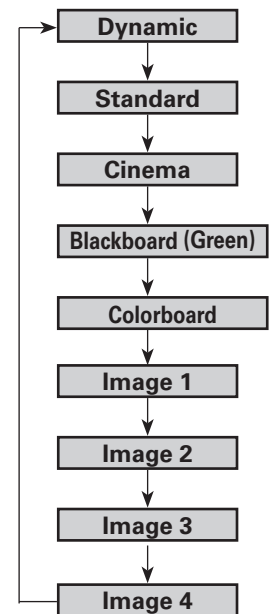 Dynamic
Standard
Cinema
Blackboard (Green)
Colorboard
Image 1
Image 2
Image 3
Image 4